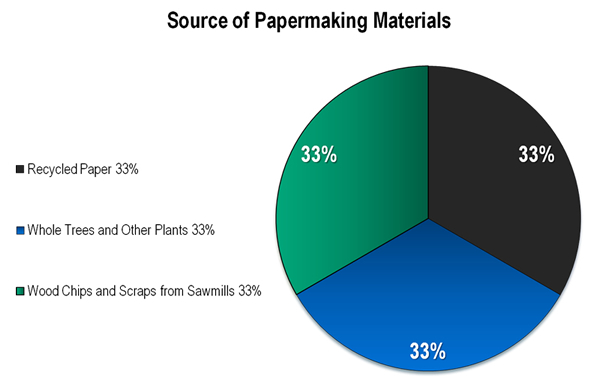 Source of Papermaking Materials
33%
33%
Recycled Paper 33%
Whole Trees and Other Plants 33%
Wood Chips and Scraps from Sawmills 33%
33%